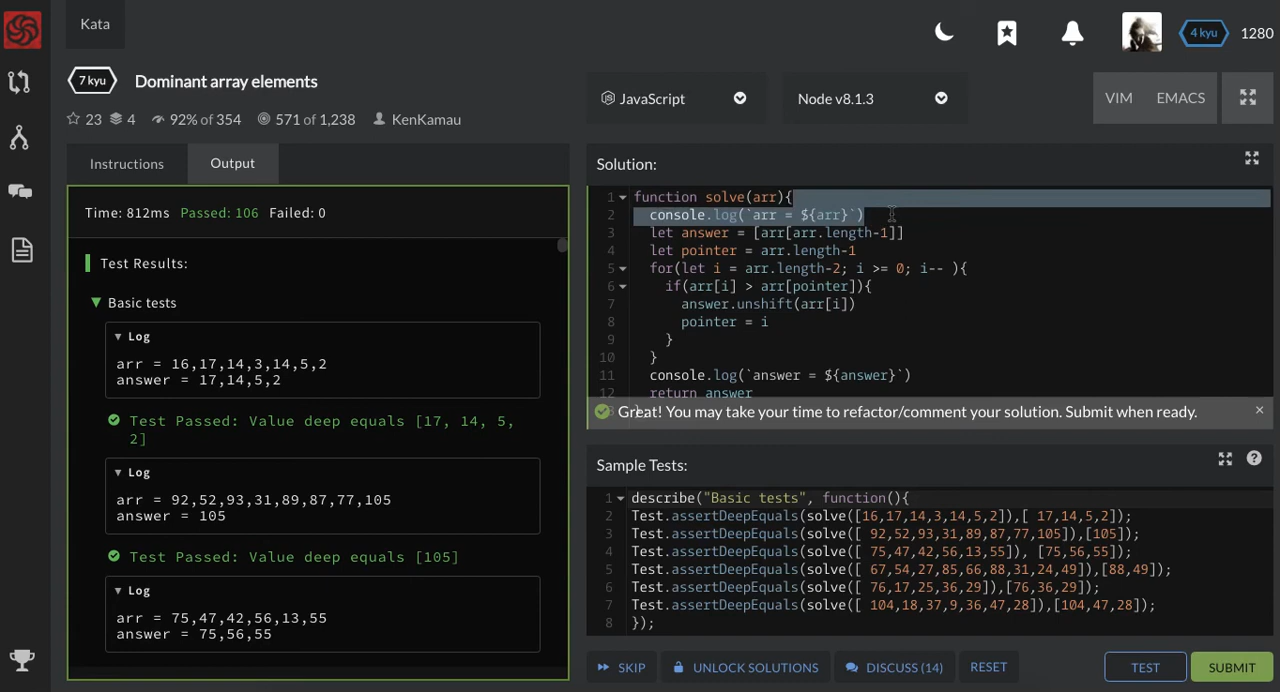 Kata
4 kyu
1280
7 kyu
Dominant array elements
23
4
92% of 354
571 of 1,238
KenKamau
JavaScript
Node v8.1.3
VIM
EMACS
Instructions
Output
Time: 812ms Passed: 106 Failed: 0
Test Results:
Basic tests
Log
arr = 16,17,14,3,14,5,2
answer = 17,14,5,2
Test Passed: Value deep equals [17, 14, 5,
2]
Log
arr = 92,52,93,31,89,87,77,105
answer = 105
Test Passed: Value deep equals [105]
Log
arr = 75,47,42,56,13,55
answer = 75,56,55
Solution:
1 function solve(arr){
2 console.log(`arr = ${arr}`)
3 let answer = [arr[arr.length-1]]
4 let pointer = arr.length-1
5 for(let i = arr.length-2; i >= 0; i-- ){
6 if(arr[i] > arr[pointer]){
7 answer.unshift(arr[i])
8 pointer = i
9 }
10 }
11 console.log(`answer = ${answer}`)
12 return answer
Great! You may take your time to refactor/comment your solution. Submit when ready.
Sample Tests:
1 describe("Basic tests", function(){
2 Test.assertDeepEquals(solve([16,17,14,3,14,5,2]),[ 17,14,5,2]);
3 Test.assertDeepEquals(solve([ 92,52,93,31,89,87,77,105]),[105]);
4 Test.assertDeepEquals(solve([ 75,47,42,56,13,55]), [75,56,55]);
5 Test.assertDeepEquals(solve([ 67,54,27,85,66,88,31,24,49]),[88,49]);
6 Test.assertDeepEquals(solve([ 76,17,25,36,29]),[76,36,29]);
7 Test.assertDeepEquals(solve([ 104,18,37,9,36,47,28]),[104,47,28]);
8 });
SKIP
UNLOCK SOLUTIONS
DISCUSS (14)
RESET
TEST
SUBMIT